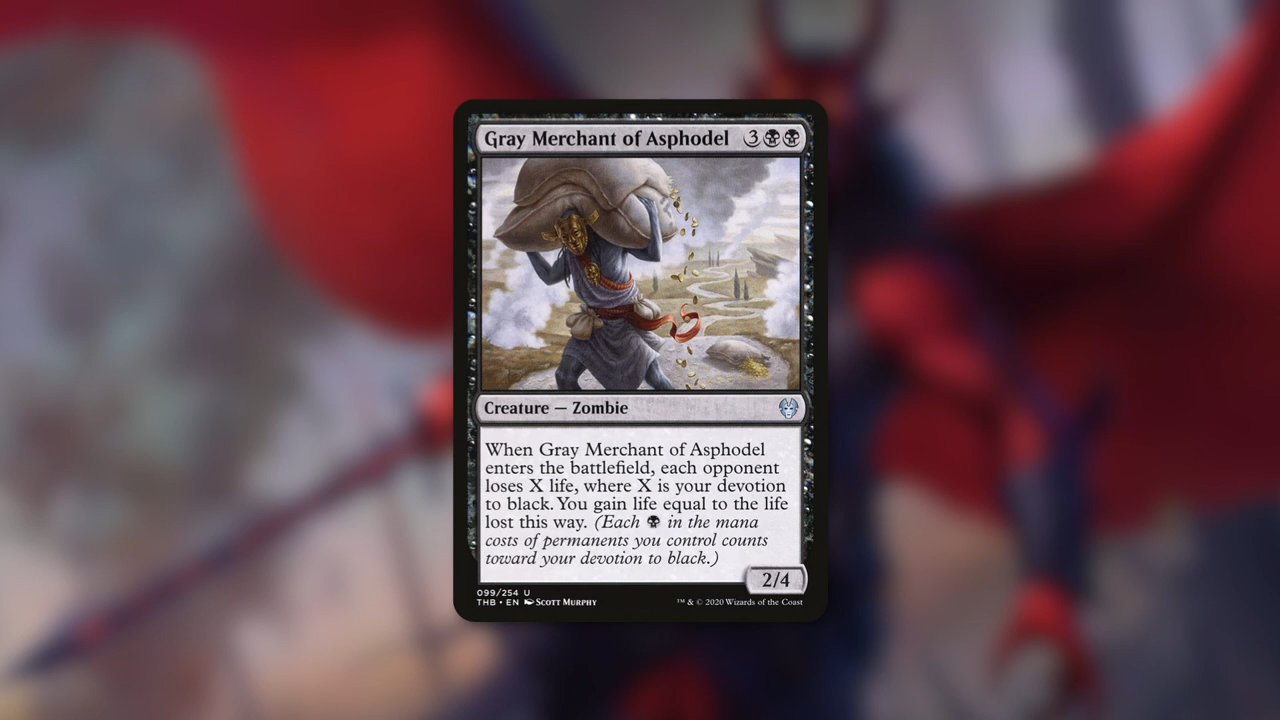 Gray Merchant of Asphodel 3
Creature — Zombie
When Gray Merchant of Asphodel
enters the battlefield, each opponent
loses X life, where X is your devotion
to black. You gain life equal to the life
lost this way. (Each in the mana
costs of permanents you control counts
toward your devotion to black.)
2/4
099/254 U
THB • EN Scott Murphy
™ & © 2020 Wizards of the Coast